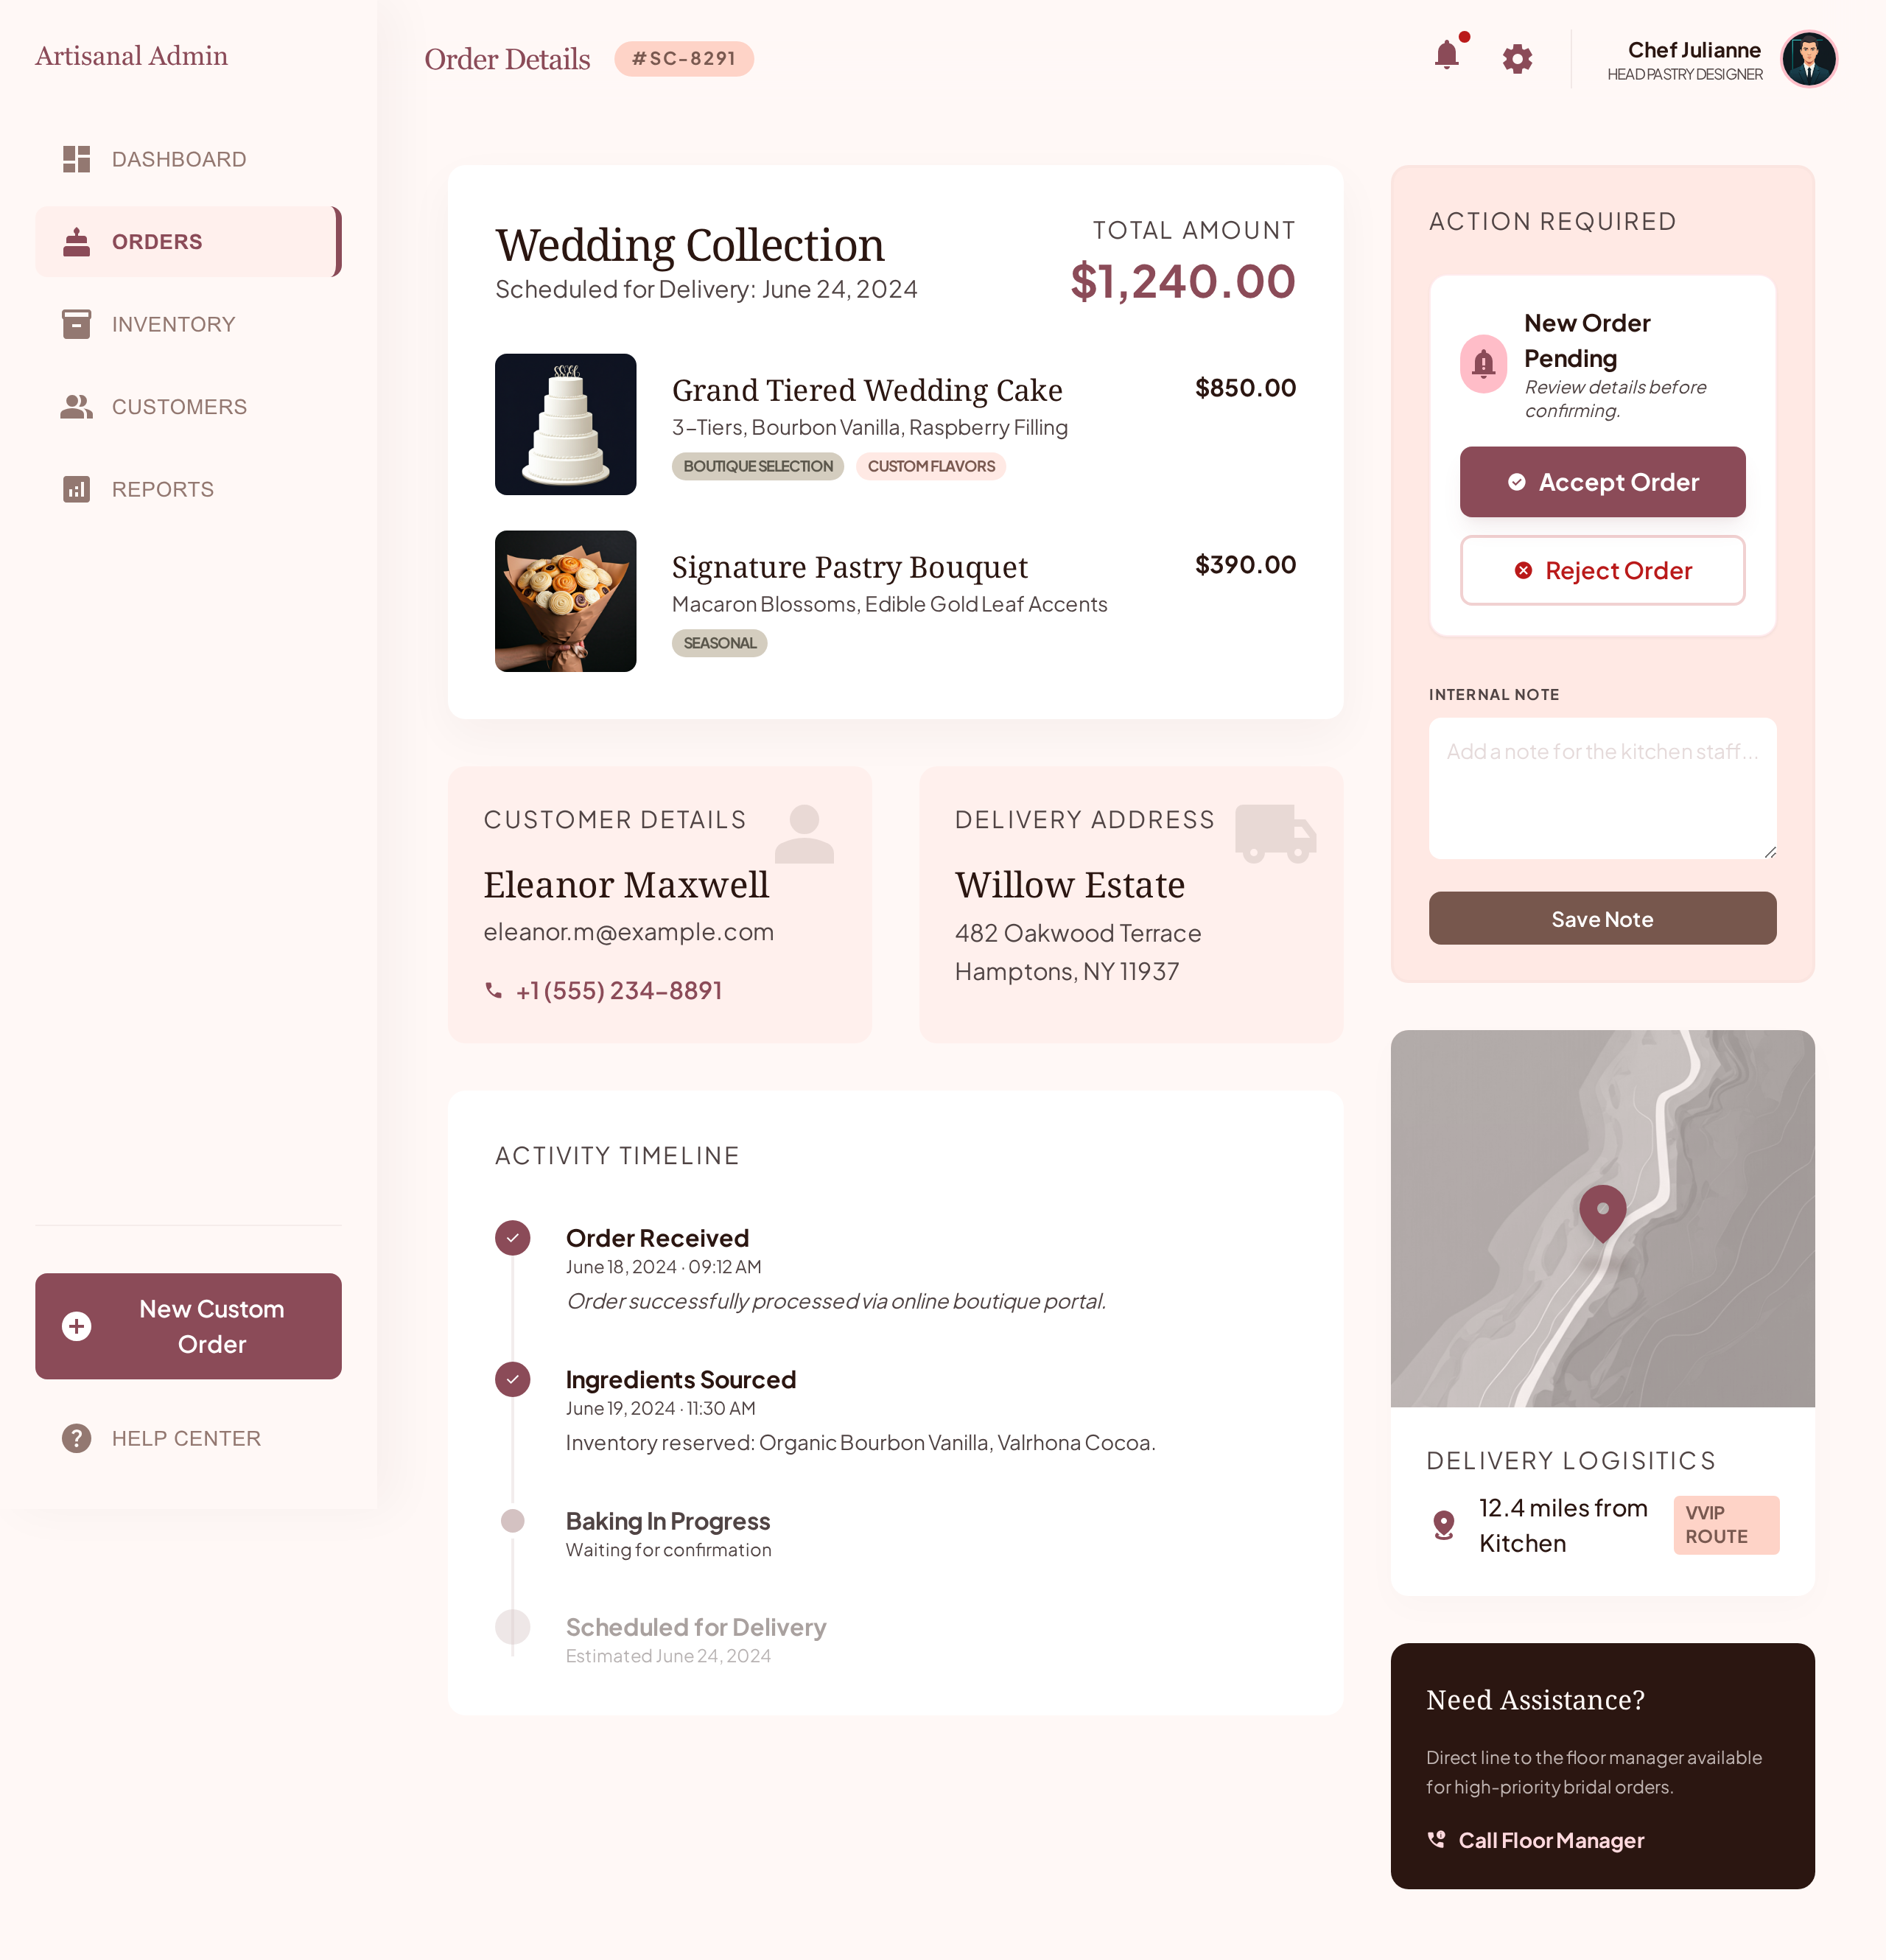 Artisanal Admin
DASHBOARD
ORDERS
INVENTORY
CUSTOMERS
REPORTS
New Custom
Order
HELP CENTER
Order Details
#SC-8291
Chef Julianne
HEAD PASTRY DESIGNER
Wedding Collection
Scheduled for Delivery: June 24, 2024
TOTAL AMOUNT
$1,240.00
Grand Tiered Wedding Cake
$850.00
3-Tiers, Bourbon Vanilla, Raspberry Filling
BOUTIQUE SELECTION
CUSTOM FLAVORS
Signature Pastry Bouquet
$390.00
Macaron Blossoms, Edible Gold Leaf Accents
SEASONAL
CUSTOMER DETAILS
Eleanor Maxwell
eleanor.m@example.com
+1 (555) 234-8891
DELIVERY ADDRESS
Willow Estate
482 Oakwood Terrace
Hamptons, NY 11937
ACTIVITY TIMELINE
Order Received
June 18, 2024 · 09:12 AM
Order successfully processed via online boutique portal.
Ingredients Sourced
June 19, 2024 · 11:30 AM
Inventory reserved: Organic Bourbon Vanilla, Valrhona Cocoa.
Baking In Progress
Waiting for confirmation
Scheduled for Delivery
Estimated June 24, 2024
ACTION REQUIRED
New Order
Pending
Review details before
confirming.
Accept Order
Reject Order
INTERNAL NOTE
Add a note for the kitchen staff...
Save Note
DELIVERY LOGISITICS
12.4 miles from
Kitchen
VVIP
ROUTE
Need Assistance?
Direct line to the floor manager available
for high-priority bridal orders.
Call Floor Manager